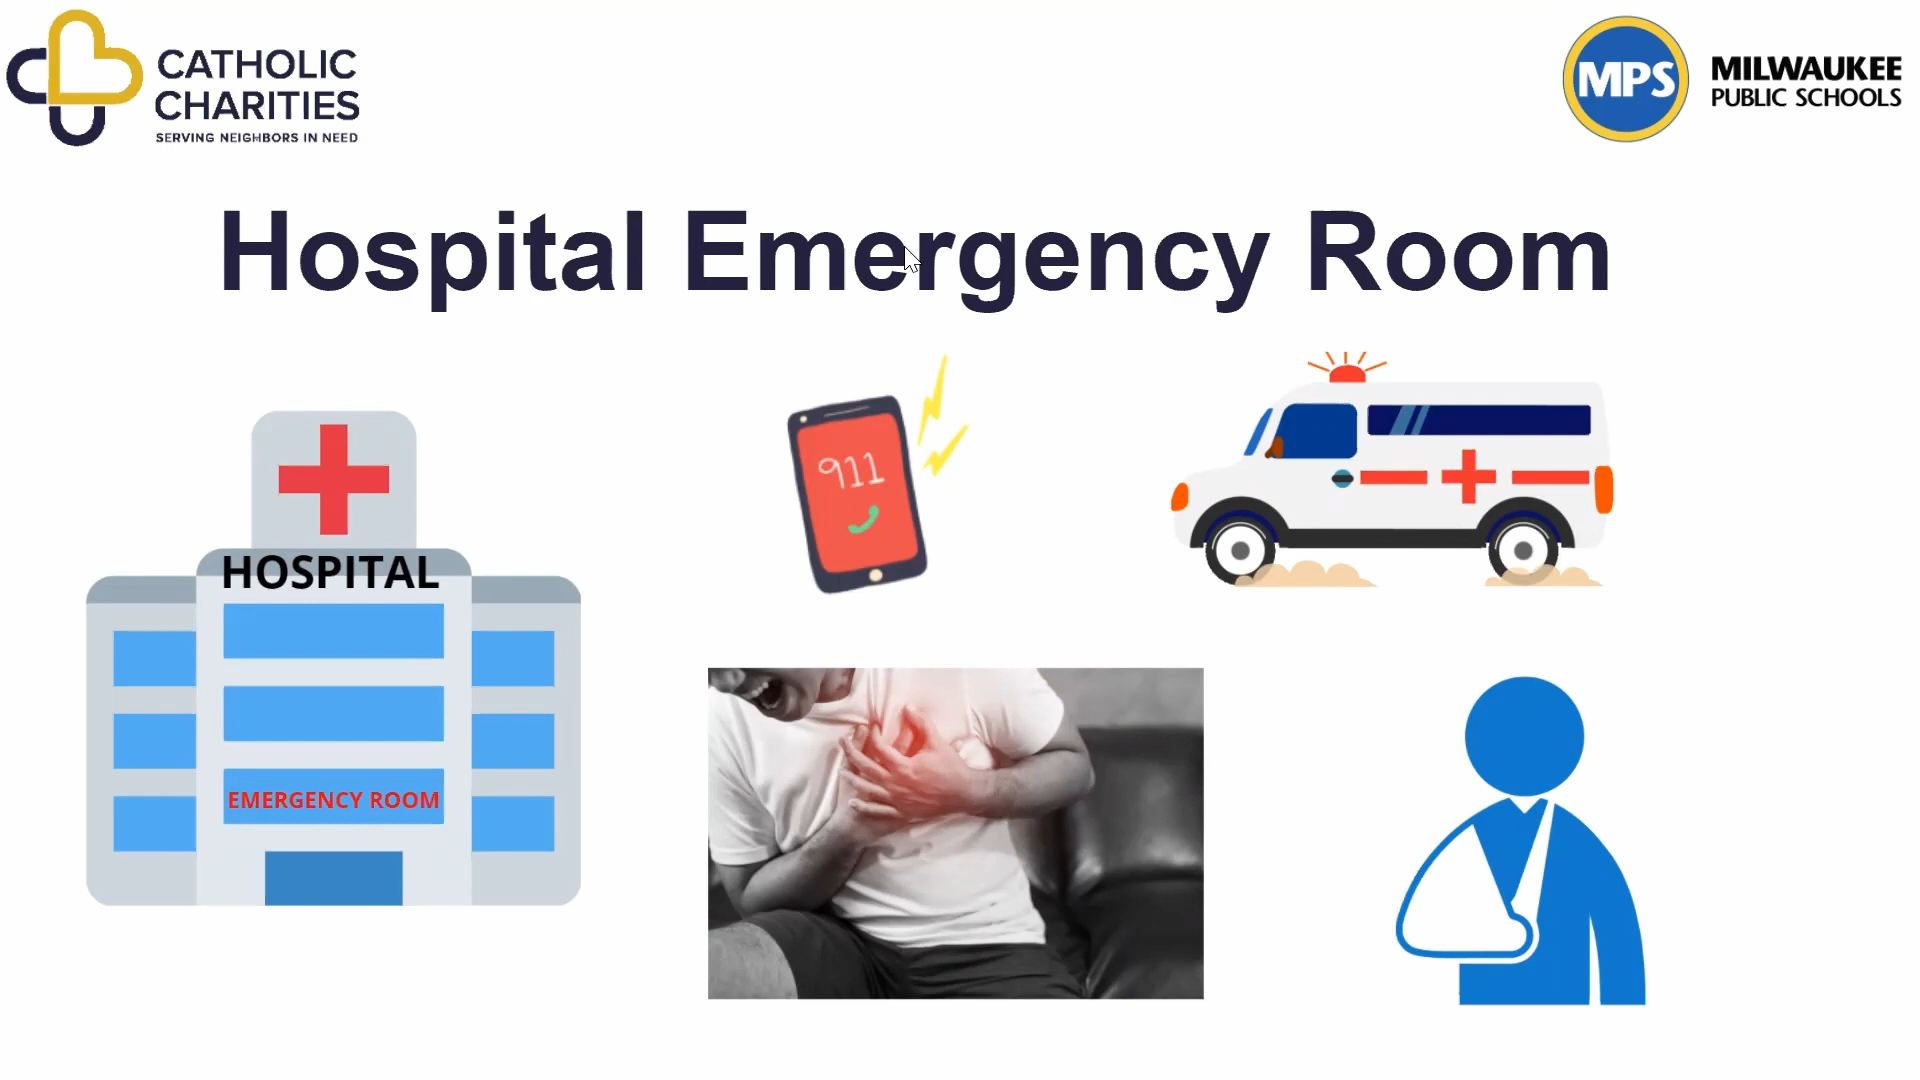 CATHOLIC
CHARITIES
SERVING NEIGHBORS IN NEED
MPS
MILWAUKEE
PUBLIC SCHOOLS
Hospital Emergency Room
911
HOSPITAL
EMERGENCY ROOM